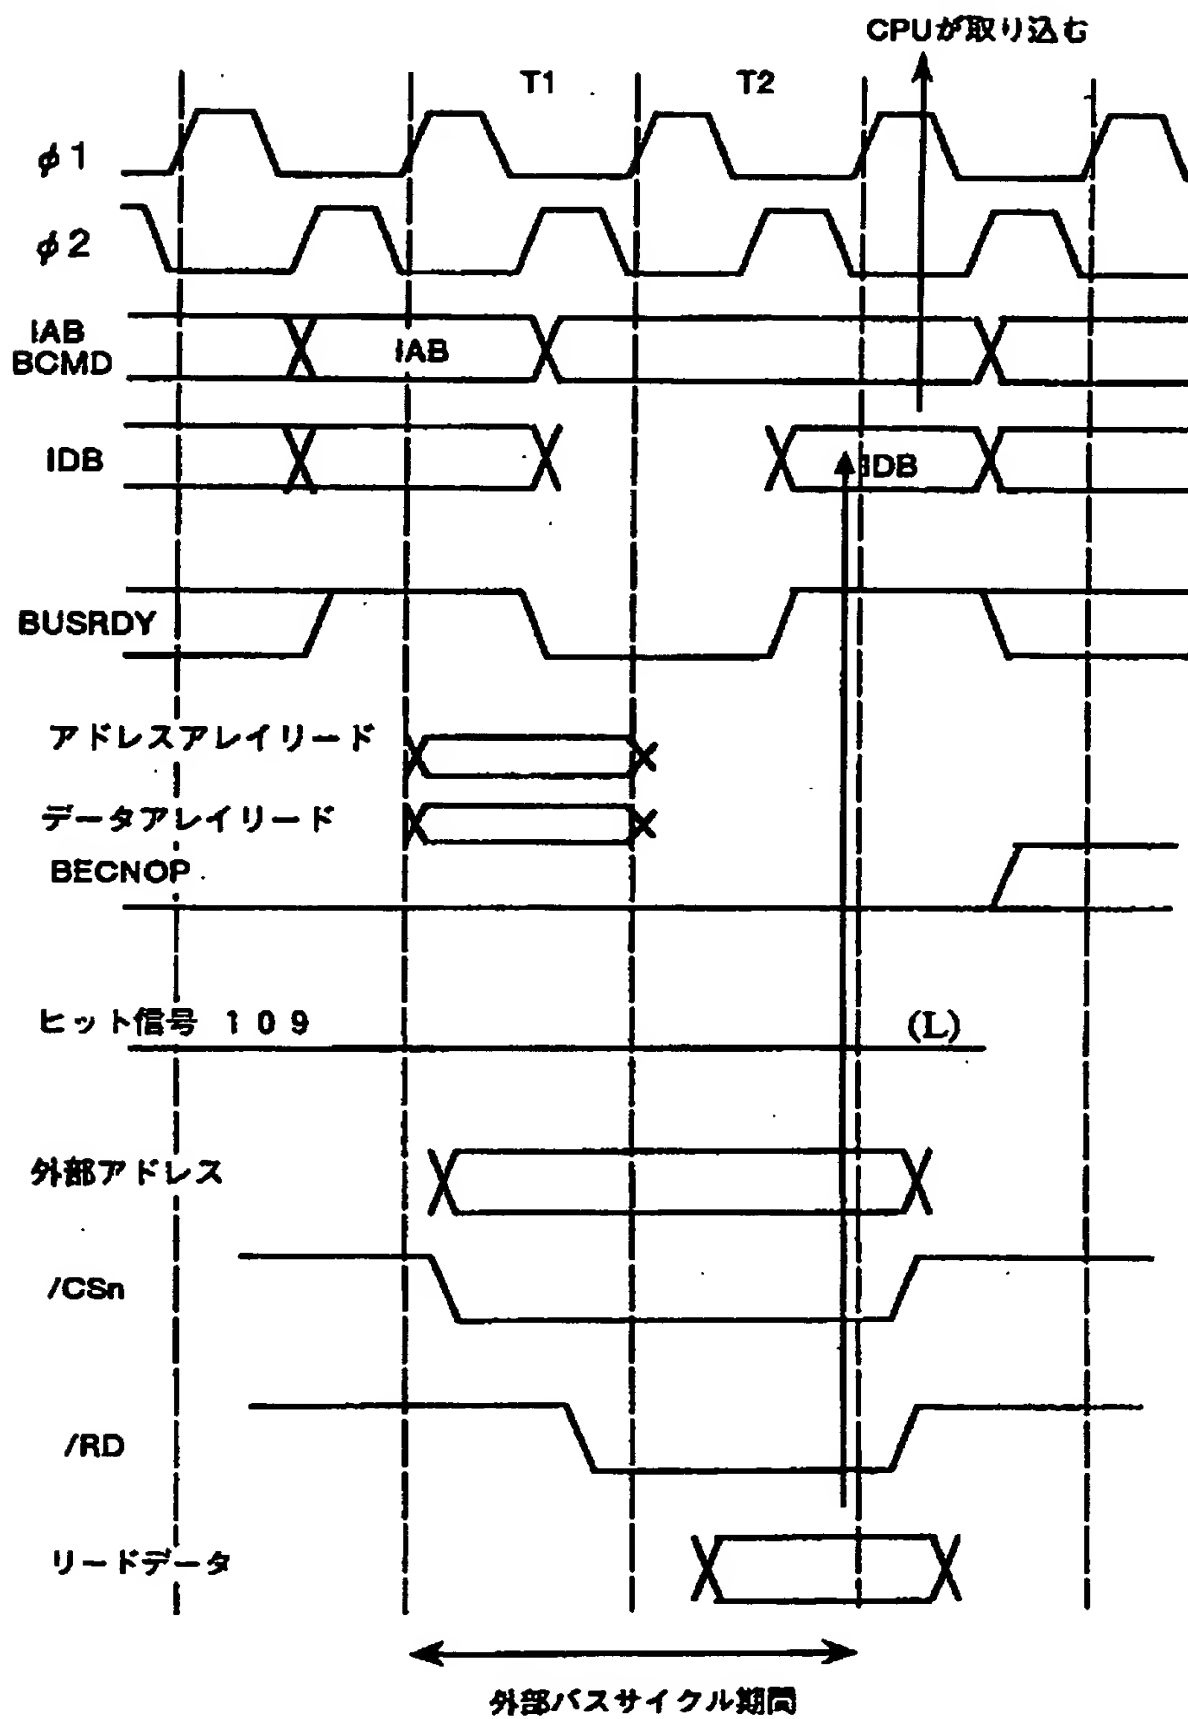 CPUが取り込む
T1 T2
φ1
φ2
IAB
BCMD
IAB
IDB
IDB
BUSRDY
アドレスアレイリード
データアレイリード
BECNOP
ヒット信号 109
(L)
外部アドレス
/CSn
/RD
リードデータ
外部バスサイクル期間